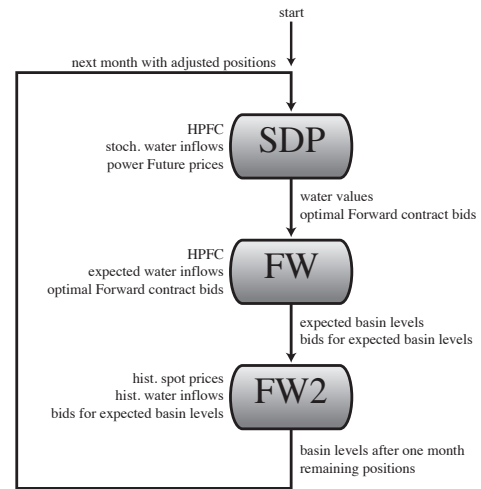 start
next month with adjusted positions
HPFC
stoch. water inflows
power Future prices
SDP
water values
optimal Forward contract bids
HPFC
expected water inflows
optimal Forward contract bids
FW
expected basin levels
bids for expected basin levels
hist. spot prices
hist. water inflows
bids for expected basin levels
FW2
basin levels after one month
remaining positions